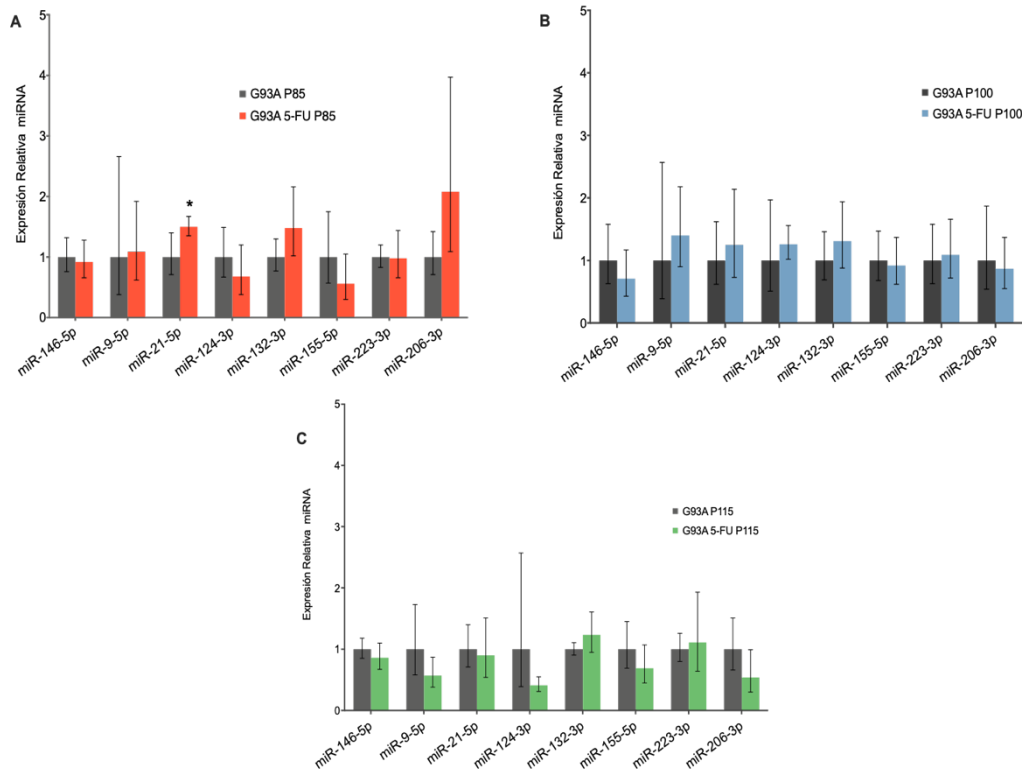 A
Expresión Relativa miRNA
5
4
3
2
1
0
G93A P85
G93A 5-FU P85
*
miR-146-5p
miR-9-5p
miR-21-5p
miR-124-3p
miR-132-3p
miR-155-5p
miR-223-3p
miR-206-3p
B
Expresión Relativa miRNA
5
4
3
2
1
0
G93A P100
G93A 5-FU P100
miR-146-5p
miR-9-5p
miR-21-5p
miR-124-3p
miR-132-3p
miR-155-5p
miR-223-3p
miR-206-3p
C
Expresión Relativa miRNA
5
4
3
2
1
0
G93A P115
G93A 5-FU P115
miR-146-5p
miR-9-5p
miR-21-5p
miR-124-3p
miR-132-3p
miR-155-5p
miR-223-3p
miR-206-3p